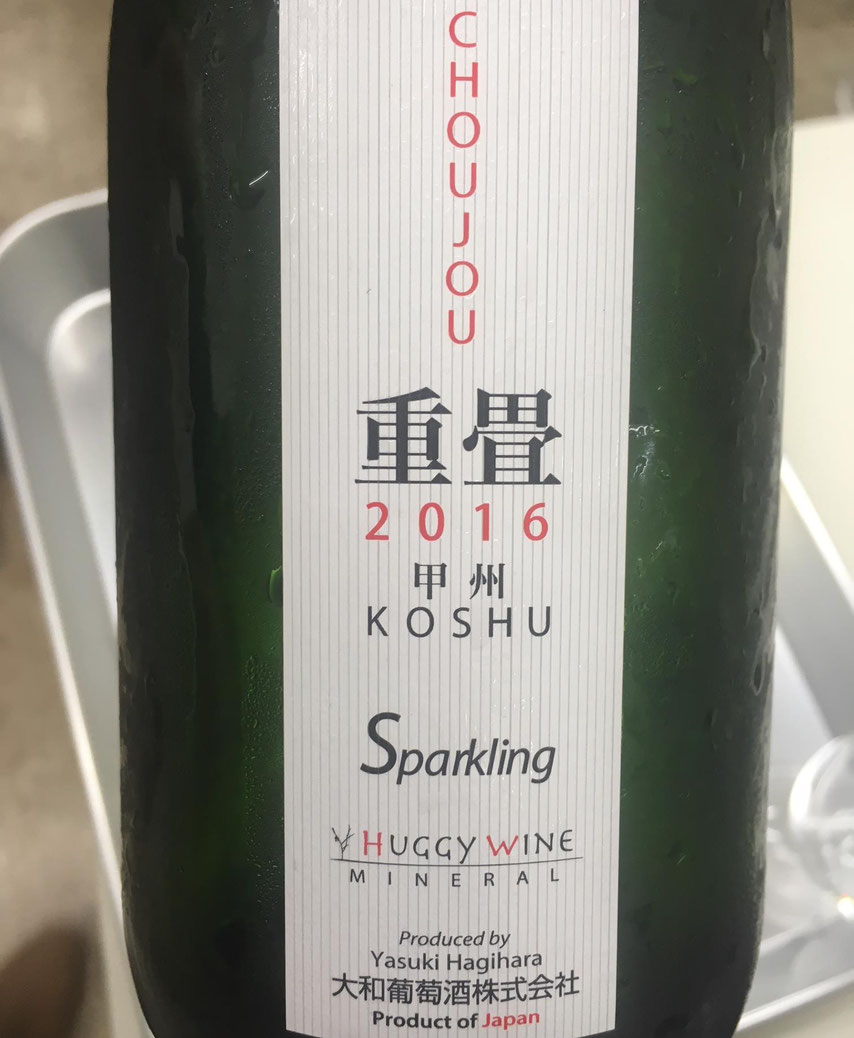 CHOUJOU
重畳
2016
甲州
KOSHU
Sparkling
HUGGY WINE
MINERAL
Produced by
Yasuki Hagihara
大和葡萄酒株式会社
Product of Japan